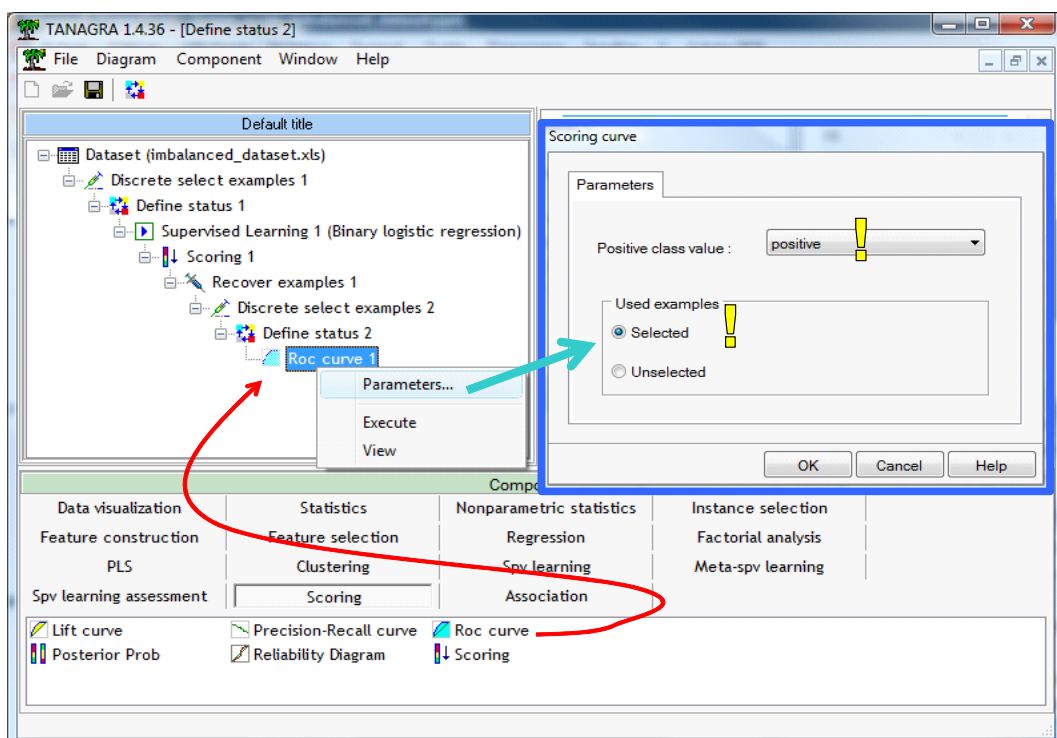 TANAGRA 1.4.36 - [Define status 2]
File Diagram Component Window Help
Default title
Dataset (imbalanced_dataset.xls)
Discrete select examples 1
Define status 1
Supervised Learning 1 (Binary logistic regression)
Scoring 1
Recover examples 1
Discrete select examples 2
Define status 2
Roc curve 1
Parameters...
Execute
View
Scoring curve
Parameters
Positive class value :
positive
Used examples
Selected
Unselected
OK Cancel Help
Data visualization Statistics Nonparametric statistics Instance selection
Feature construction Feature selection Regression Factorial analysis
PLS Clustering Spv learning Meta-spv learning
Spv learning assessment Scoring Association
Lift curve Precision-Recall curve Roc curve
Posterior Prob Reliability Diagram Scoring